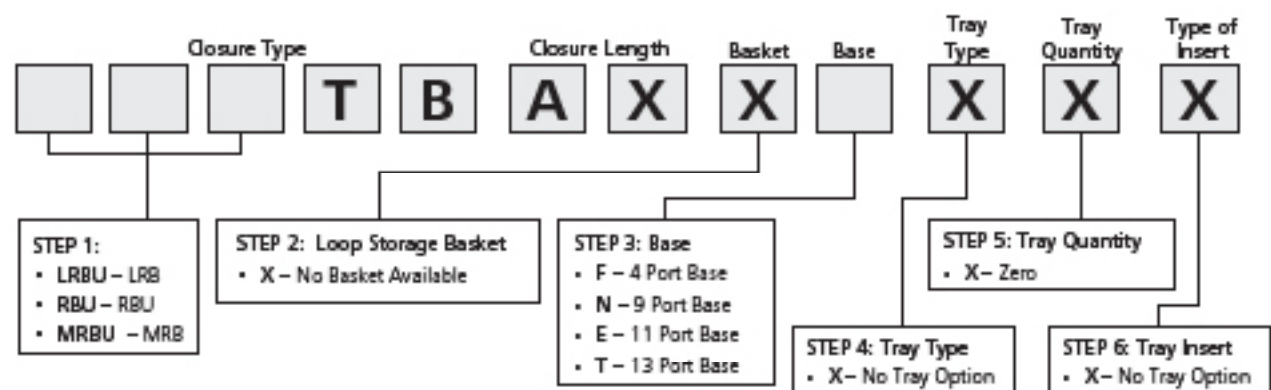 Closure Type Closure Length Basket Base Tray Type Tray Quantity Type of Insert
T B A X X X X X
STEP 1:
▪ LRBU – LRB
▪ RBU – RBU
▪ MRBU – MRB
STEP 2: Loop Storage Basket
▪ X – No Basket Available
STEP 3: Base
▪ F – 4 Port Base
▪ N – 9 Port Base
▪ E – 11 Port Base
▪ T – 13 Port Base
STEP 4: Tray Type
▪ X – No Tray Option
STEP 5: Tray Quantity
▪ X – Zero
STEP 6: Tray Insert
▪ X – No Tray Option